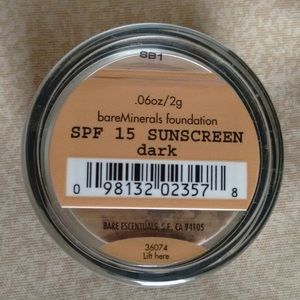 SB1
.06oz/2g
bareMinerals foundation
SPF 15 SUNSCREEN
dark
0 98132 02357 8
BARE ESCENTUALS, S.F., CA 94105
36074
Lift here